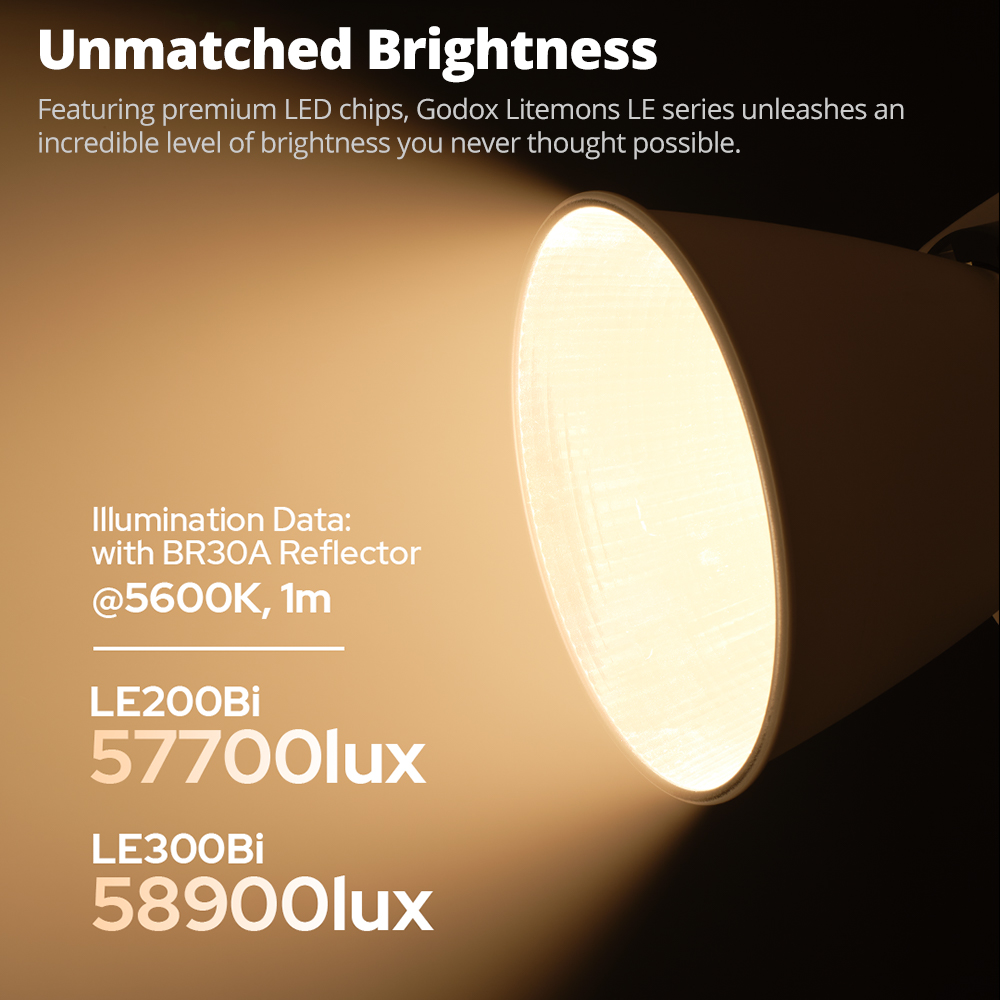 Unmatched Brightness
Featuring premium LED chips, Godox Litemons LE series unleashes an
incredible level of brightness you never thought possible.
Illumination Data:
with BR30A Reflector
@5600K, 1m
LE200Bi
57700lux
LE300Bi
58900lux